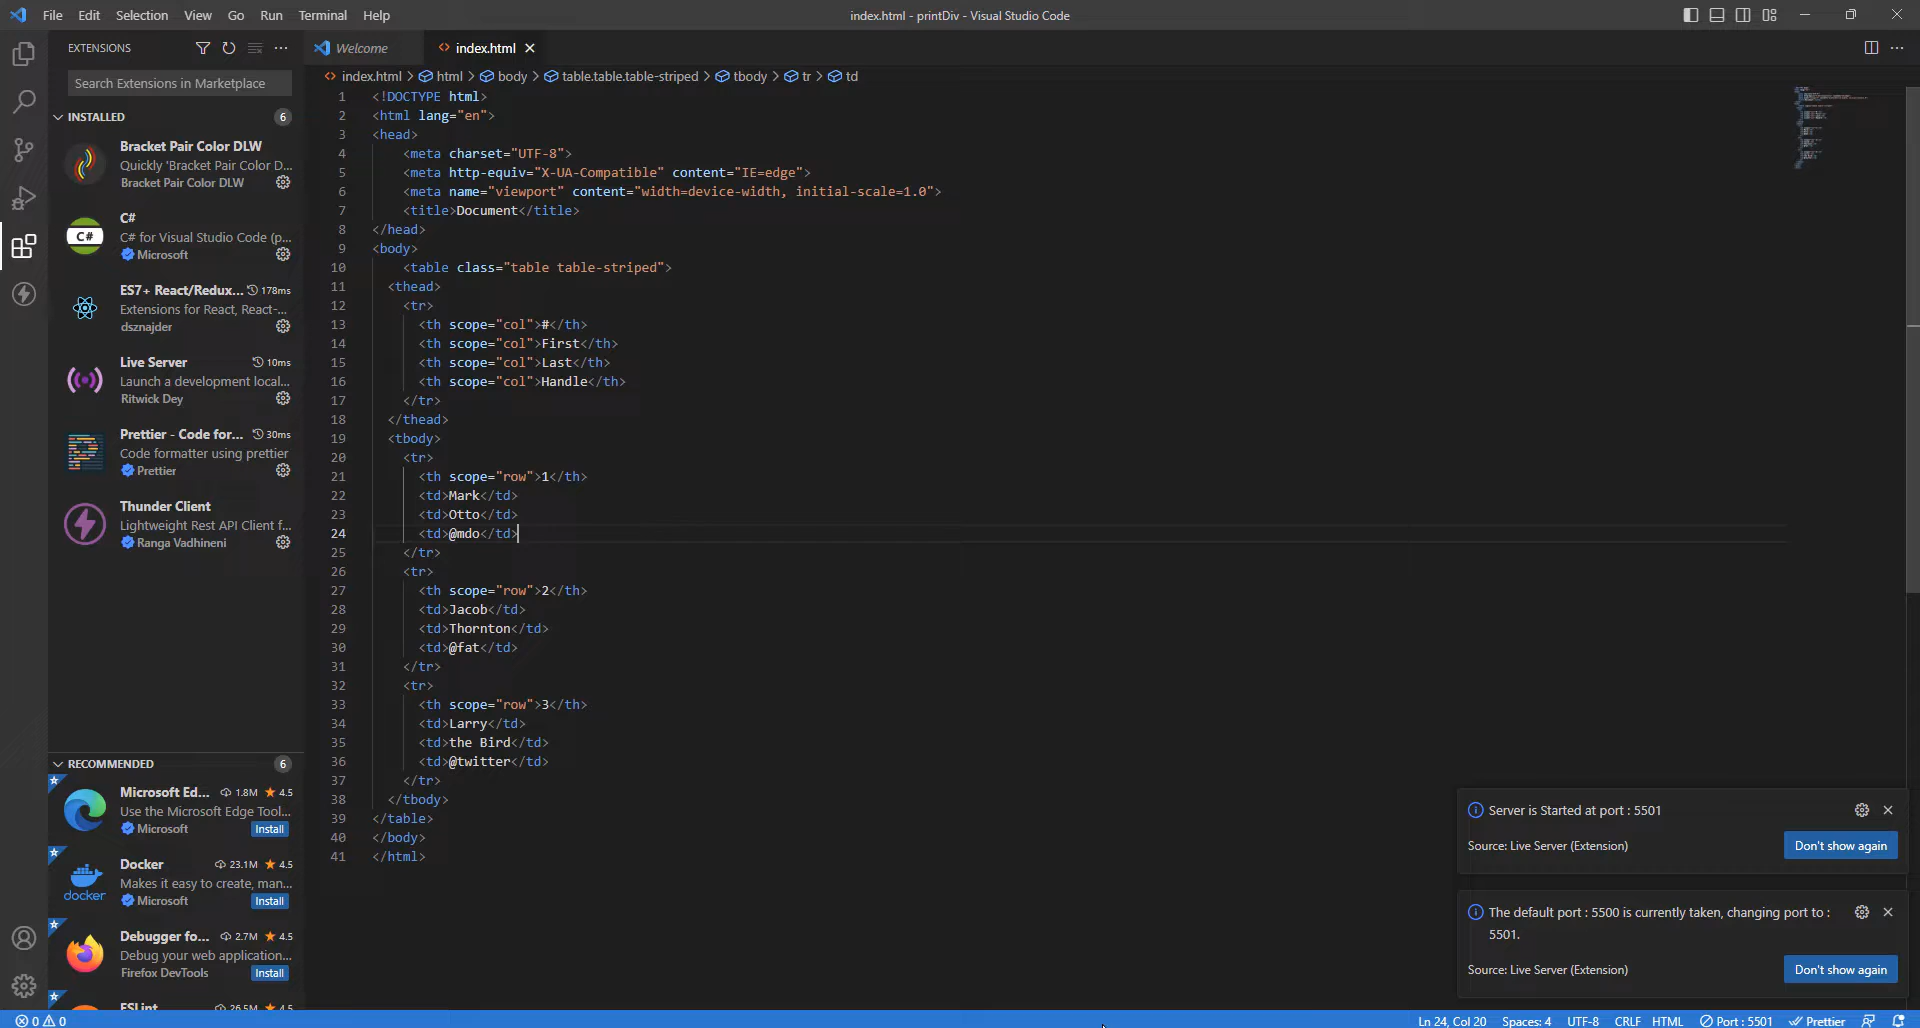 File Edit Selection View Go Run Terminal Help
index.html - printDiv - Visual Studio Code
EXTENSIONS
Search Extensions in Marketplace
INSTALLED 6
Bracket Pair Color DLW
Quickly 'Bracket Pair Color D...
Bracket Pair Color DLW
C#
C#
C# for Visual Studio Code (p...
Microsoft
ES7+ React/Redux... 178ms
Extensions for React, React-...
dsznajder
Live Server 10ms
Launch a development local...
Ritwick Dey
Prettier - Code for... 30ms
Code formatter using prettier
Prettier
Thunder Client
Lightweight Rest API Client f...
Ranga Vadhineni
RECOMMENDED 6
Microsoft Ed... 1.8M 4.5
Use the Microsoft Edge Tool...
Microsoft Install
Docker 23.1M 4.5
Makes it easy to create, man...
docker Microsoft Install
Debugger fo... 2.7M 4.5
Debug your web application...
Firefox DevTools Install
ESLint 26.5M 4.5
Welcome index.html
index.html > html > body > table.table.table-striped > tbody > tr > td
1 <!DOCTYPE html>
2 <html lang="en">
3 <head>
4 <meta charset="UTF-8">
5 <meta http-equiv="X-UA-Compatible" content="IE=edge">
6 <meta name="viewport" content="width=device-width, initial-scale=1.0">
7 <title>Document</title>
8 </head>
9 <body>
10 <table class="table table-striped">
11 <thead>
12 <tr>
13 <th scope="col">#</th>
14 <th scope="col">First</th>
15 <th scope="col">Last</th>
16 <th scope="col">Handle</th>
17 </tr>
18 </thead>
19 <tbody>
20 <tr>
21 <th scope="row">1</th>
22 <td>Mark</td>
23 <td>Otto</td>
24 <td>@mdo</td>
25 </tr>
26 <tr>
27 <th scope="row">2</th>
28 <td>Jacob</td>
29 <td>Thornton</td>
30 <td>@fat</td>
31 </tr>
32 <tr>
33 <th scope="row">3</th>
34 <td>Larry</td>
35 <td>the Bird</td>
36 <td>@twitter</td>
37 </tr>
38 </tbody>
39 </table>
40 </body>
41 </html>
Server is Started at port : 5501
Source: Live Server (Extension) Don't show again
The default port : 5500 is currently taken, changing port to :
5501.
Source: Live Server (Extension) Don't show again
0 0
Ln 24, Col 20 Spaces: 4 UTF-8 CRLF HTML Port : 5501 Prettier